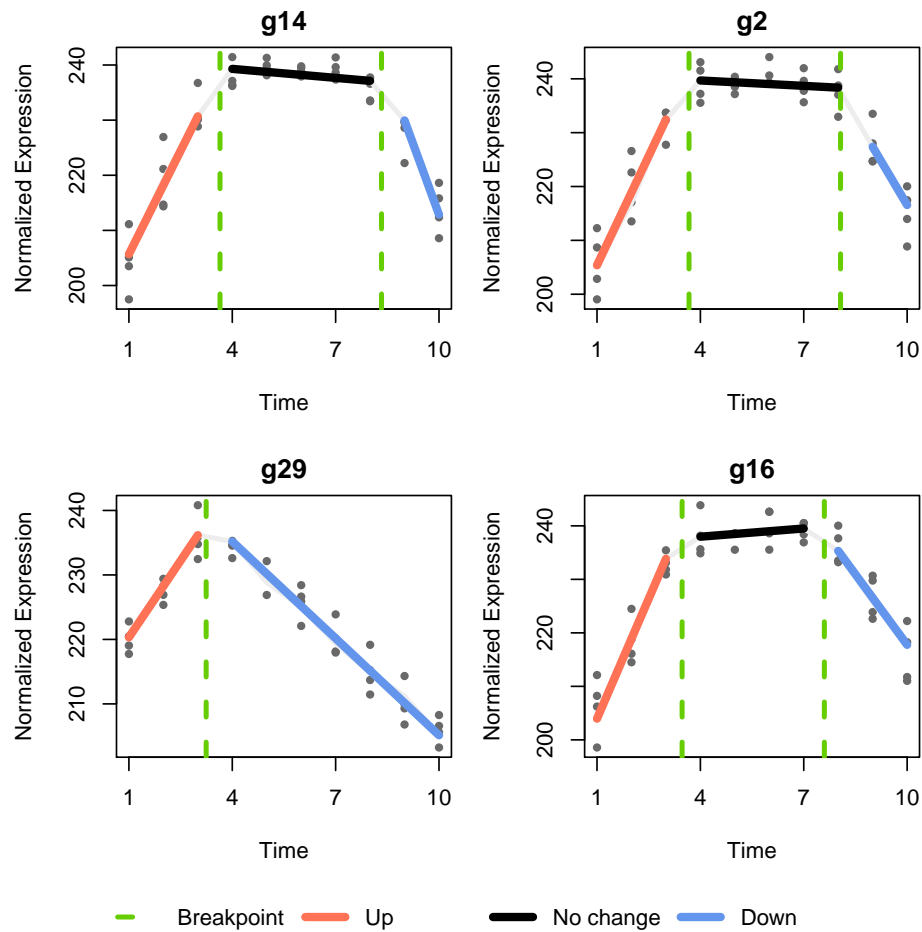 g14
Normalized Expression
240
220
200
1 4 7 10
Time
g2
Normalized Expression
240
220
200
1 4 7 10
Time
g29
Normalized Expression
240
230
220
210
1 4 7 10
Time
g16
Normalized Expression
240
220
200
1 4 7 10
Time
Breakpoint Up No change Down